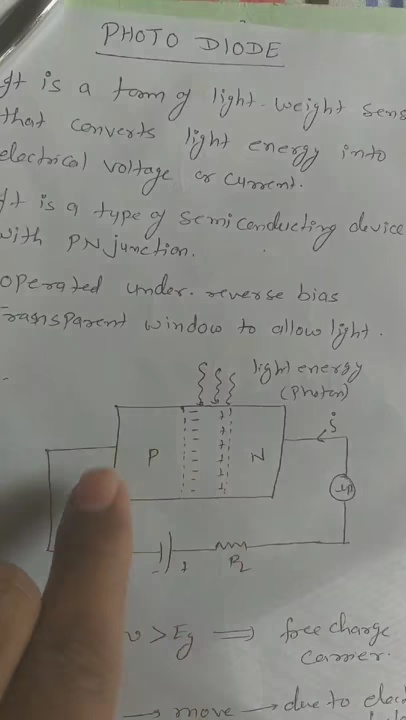 PHOTO DIODE
It is a form of light-weight sens
that converts light energy into
electrical voltage or current.
It is a type of semiconducting device
with PN junction.
operated under reverse bias
Transparent window to allow light.
light energy
(Photon)
P
N
i
- +
RL
ν > Eg ⟹ free charge
carrier.
→ move → due to elec